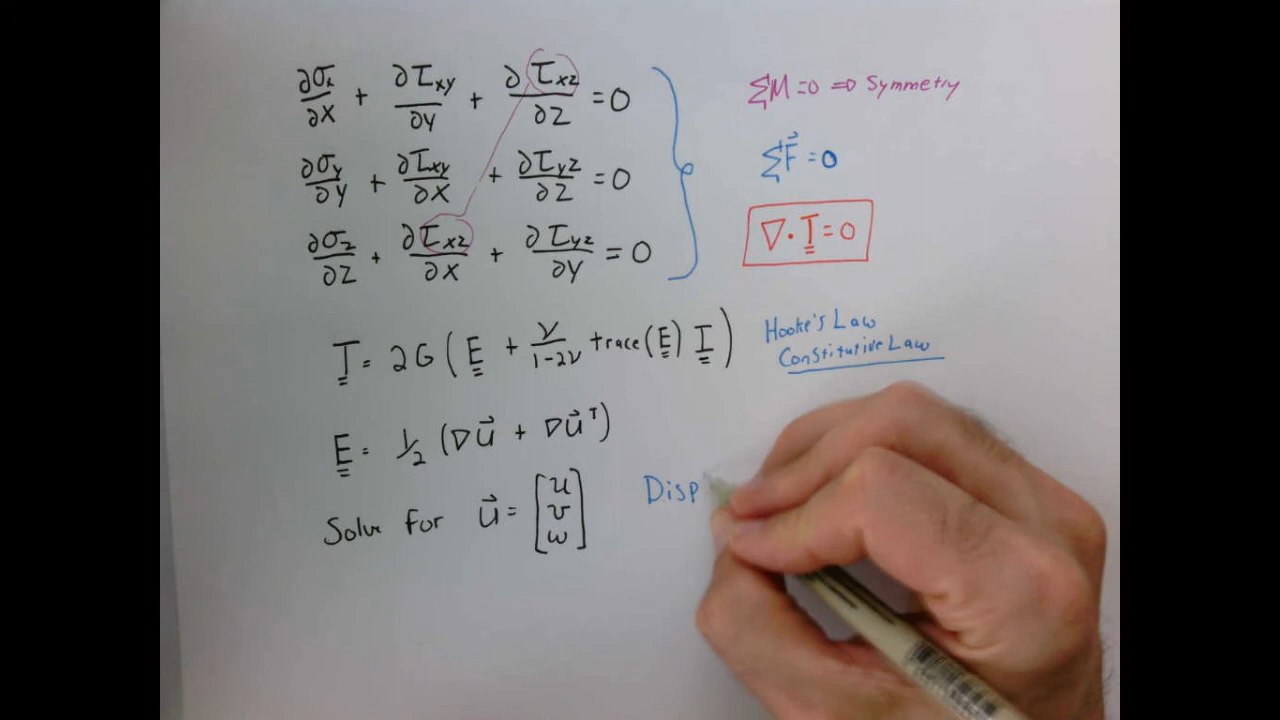 ∂σx/∂x + ∂τxy/∂y + ∂τxz/∂z = 0
∂σy/∂y + ∂τxy/∂x + ∂τyz/∂z = 0
∂σz/∂z + ∂τxz/∂x + ∂τyz/∂y = 0
ΣM=0 => Symmetry
ΣF⃗ = 0
∇·T = 0
T = 2G (E + ν/1-2ν trace(E) I)
Hooke's Law
Constitutive Law
E = 1/2 (∇u⃗ + ∇u⃗ᵀ)
Solve for u⃗ = [u v w]
Disp